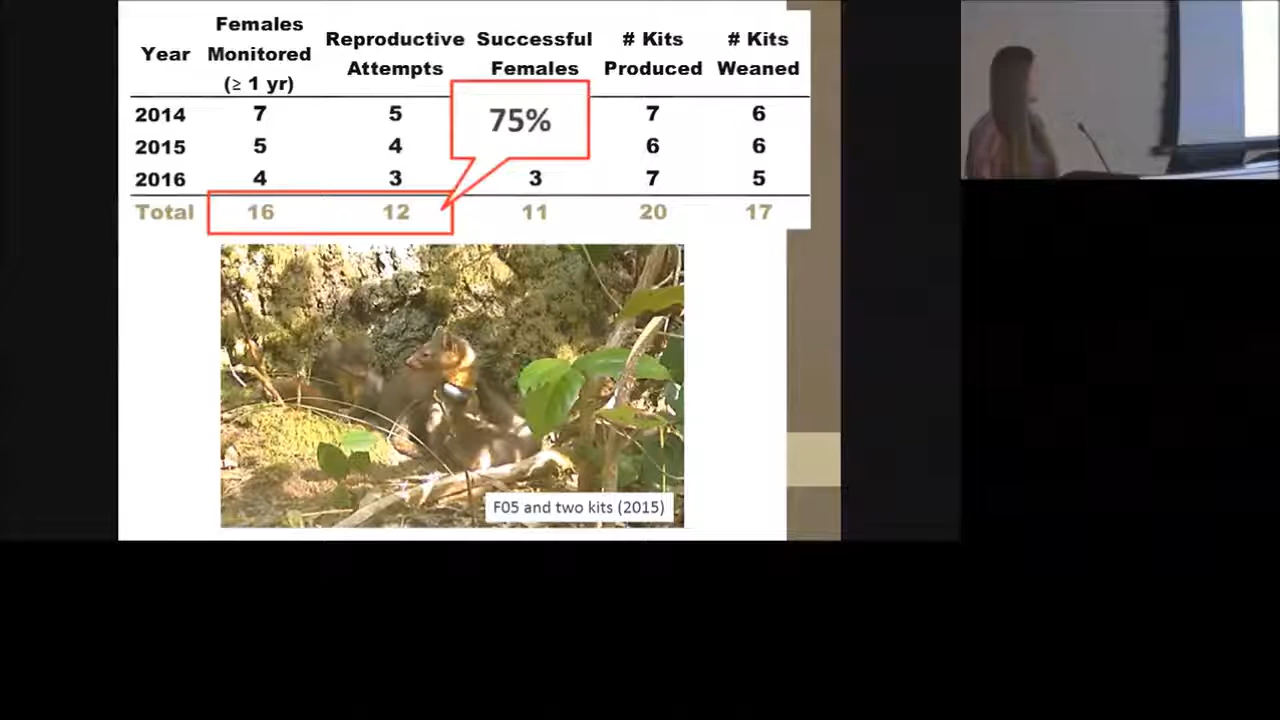 Year Females Monitored (≥ 1 yr) Reproductive Attempts Successful Females # Kits Produced # Kits Weaned
2014 7 5 7 6
2015 5 4 6 6
2016 4 3 3 7 5
Total 16 12 11 20 17
75%
F05 and two kits (2015)